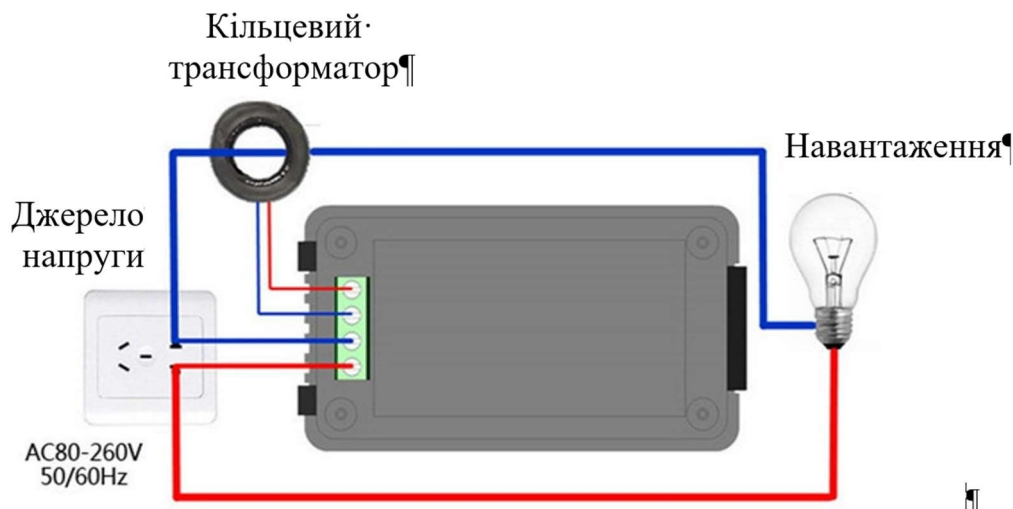 Кільцевий·
трансформатор¶
Навантаження¶
Джерело
напруги
AC80-260V
50/60Hz
¶